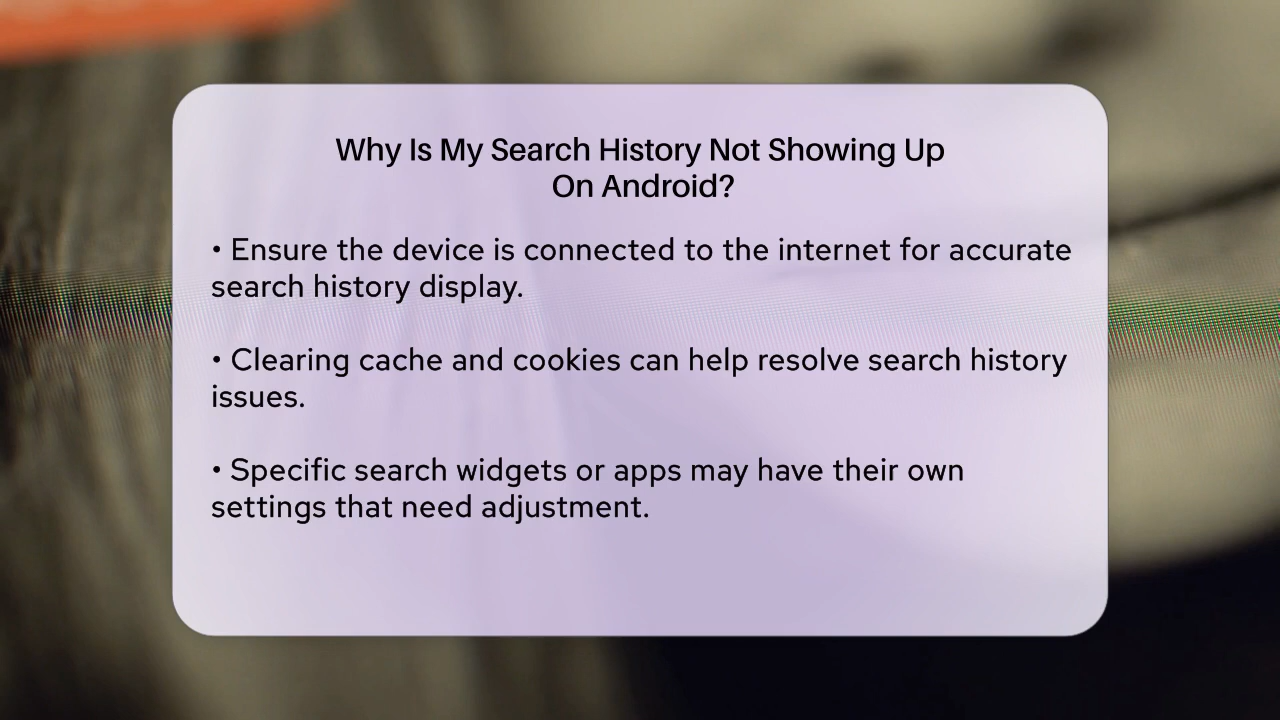 Why Is My Search History Not Showing Up
On Android?
• Ensure the device is connected to the internet for accurate
search history display.
• Clearing cache and cookies can help resolve search history
issues.
• Specific search widgets or apps may have their own
settings that need adjustment.